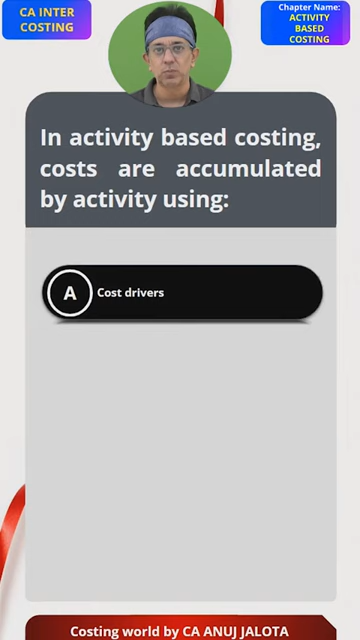 CA INTER
COSTING
Chapter Name:
ACTIVITY
BASED
COSTING
In activity based costing,
costs are accumulated
by activity using:
A Cost drivers
Costing world by CA ANUJ JALOTA